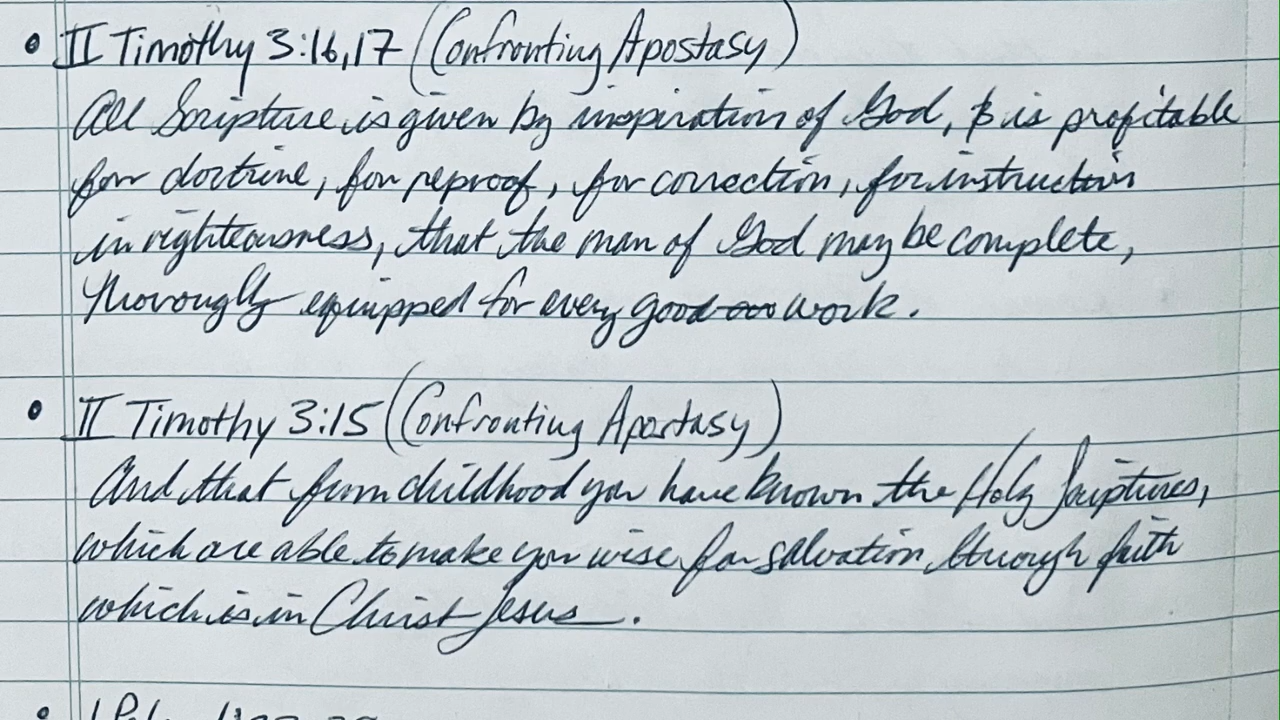 • II Timothy 3:16,17 (Confronting Apostasy)
All Scripture is given by inspiration of God, & is profitable
for doctrine, for reproof, for correction, for instruction
in righteousness, that the man of God may be complete,
thoroughly equipped for every good work.
• II Timothy 3:15 (Confronting Apostasy)
And that from childhood you have known the Holy Scriptures,
which are able to make you wise for salvation through faith
which is in Christ Jesus.